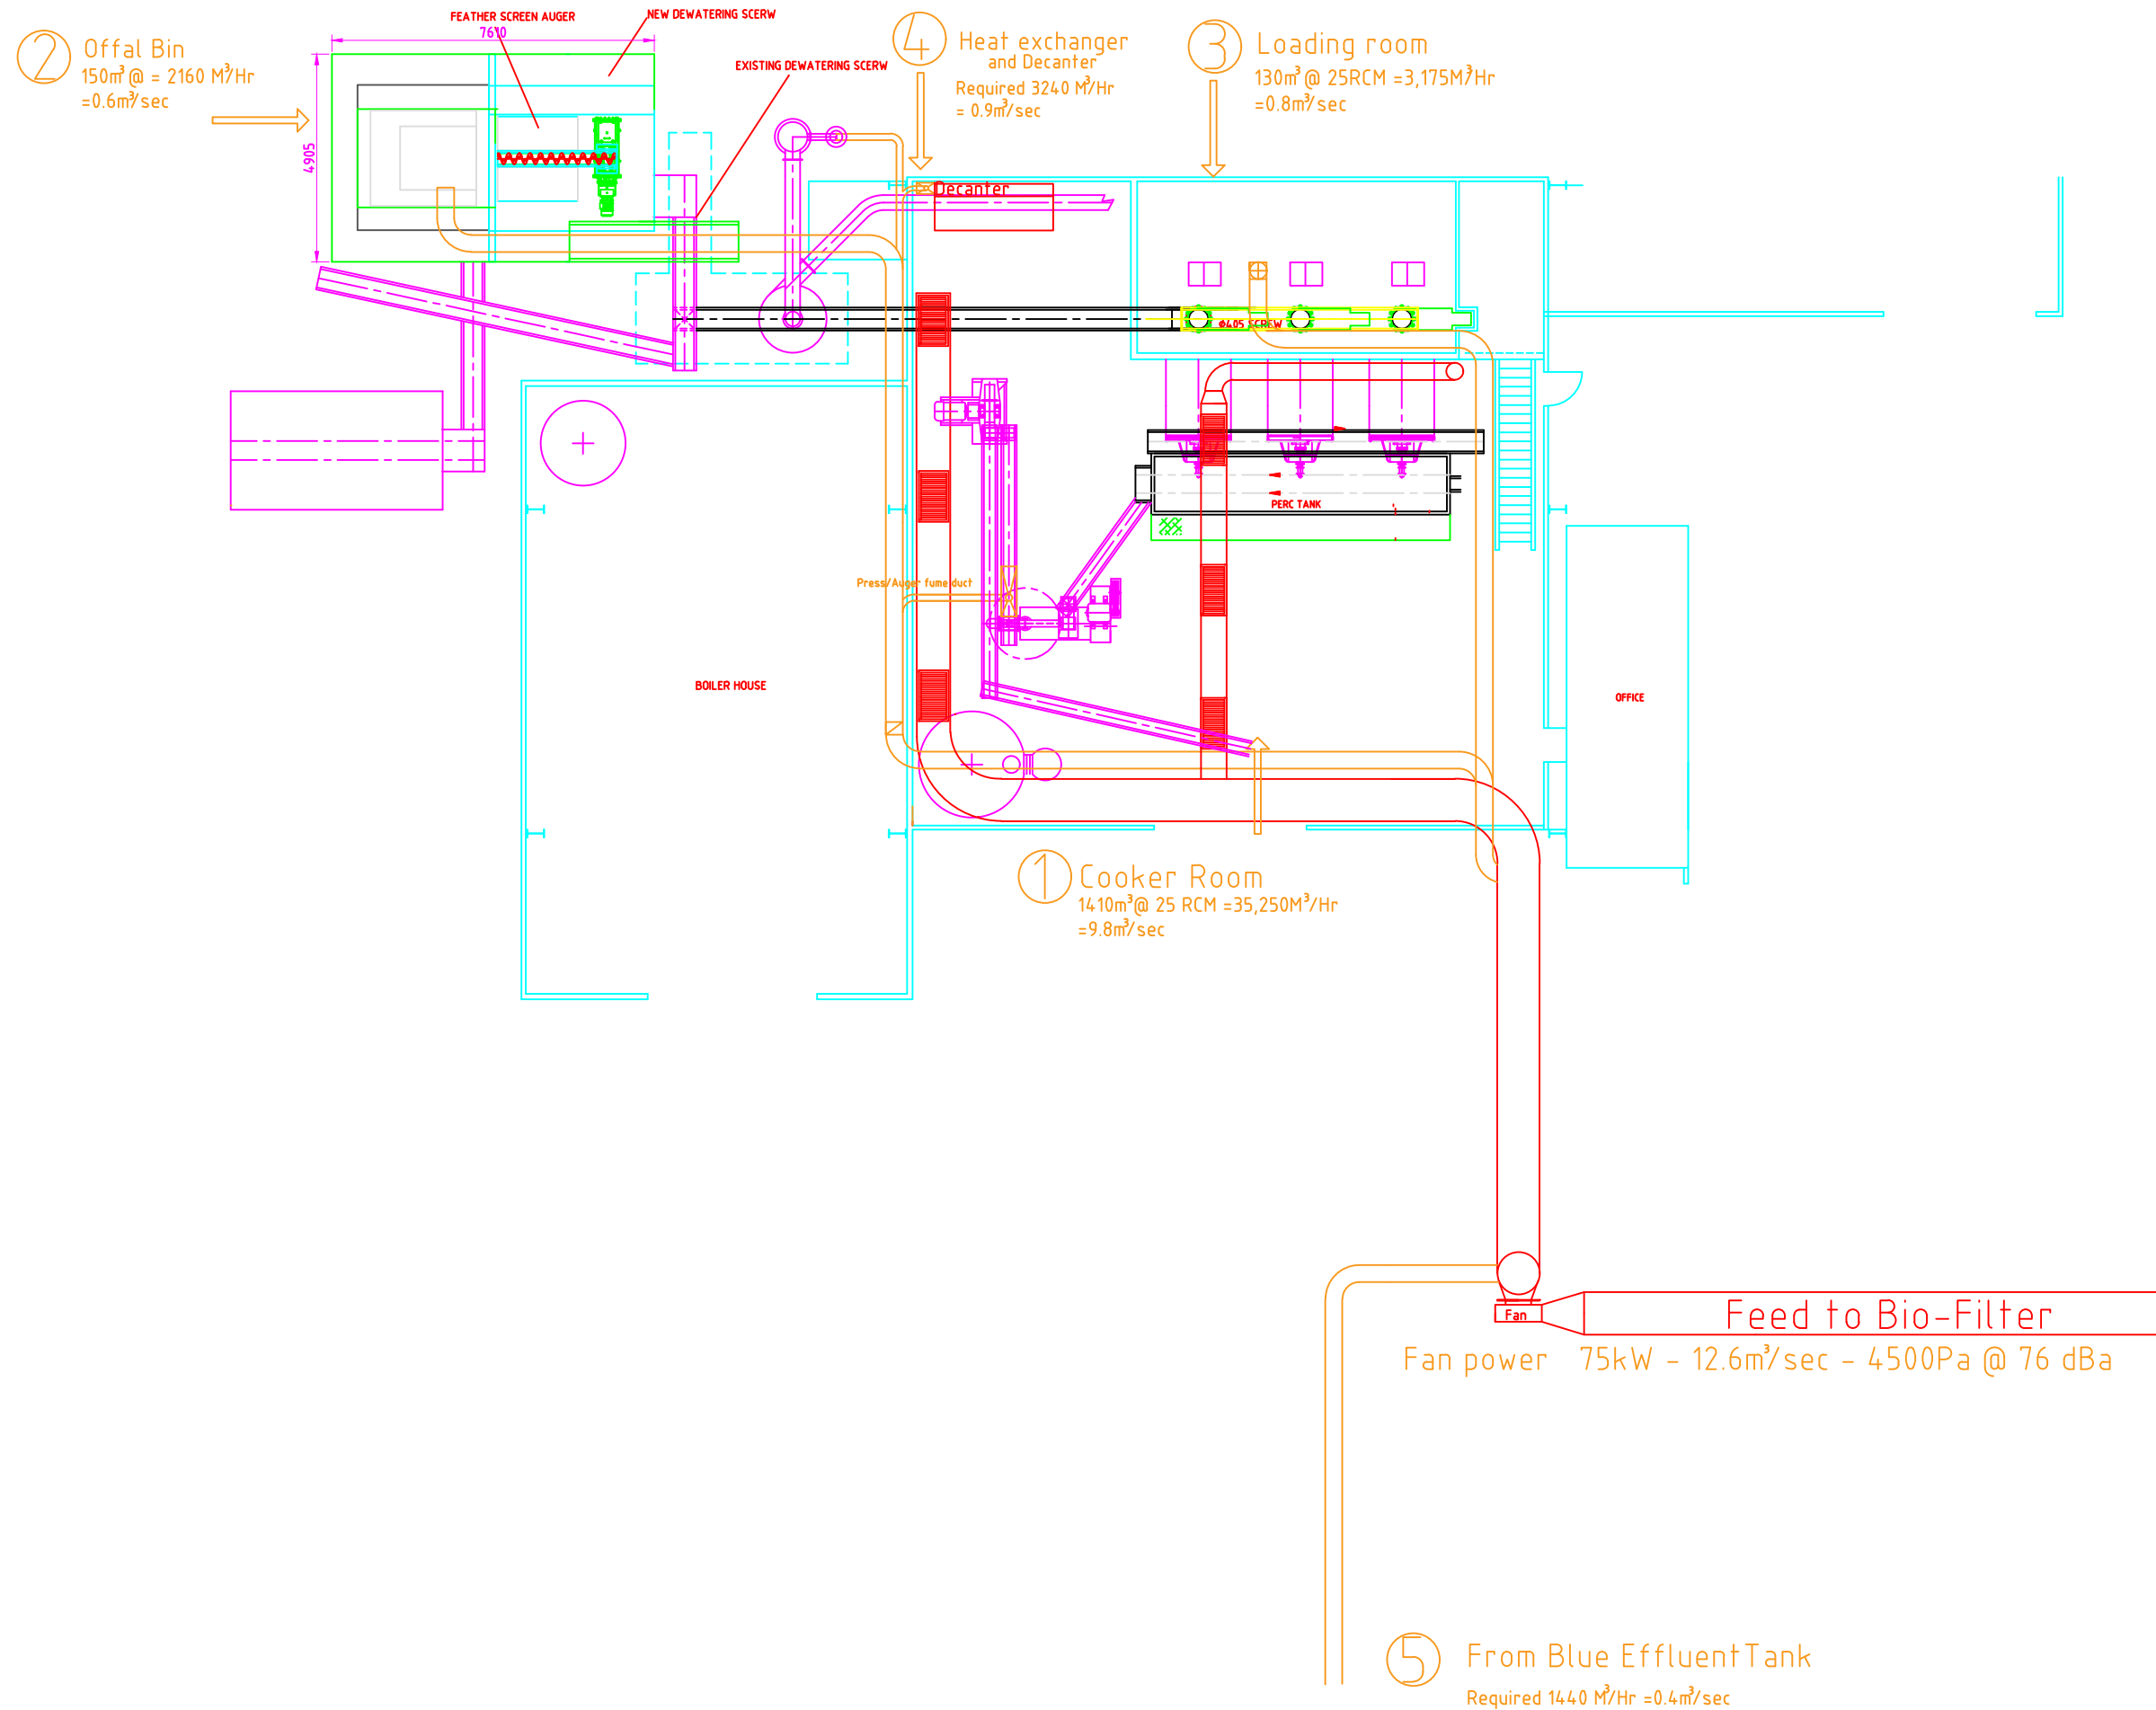 FEATHER SCREEN AUGER
NEW DEWATERING SCERW
7610
4905
EXISTING DEWATERING SCERW
2
Offal Bin
150m³@ = 2160 M³/Hr
=0.6m³/sec
4
Heat exchanger
and Decanter
Required 3240 M³/Hr
= 0.9m³/sec
3
Loading room
130m³@ 25RCM =3,175M³/Hr
=0.8m³/sec
Decanter
Ø405 SCREW
PERC TANK
Press/Auger fume duct
BOILER HOUSE
OFFICE
1
Cooker Room
1410m³@ 25 RCM =35,250M³/Hr
=9.8m³/sec
Fan
Feed to Bio-Filter
Fan power 75kW - 12.6m³/sec - 4500Pa @ 76 dBa
5
From Blue Effluent Tank
Required 1440 M³/Hr =0.4m³/sec